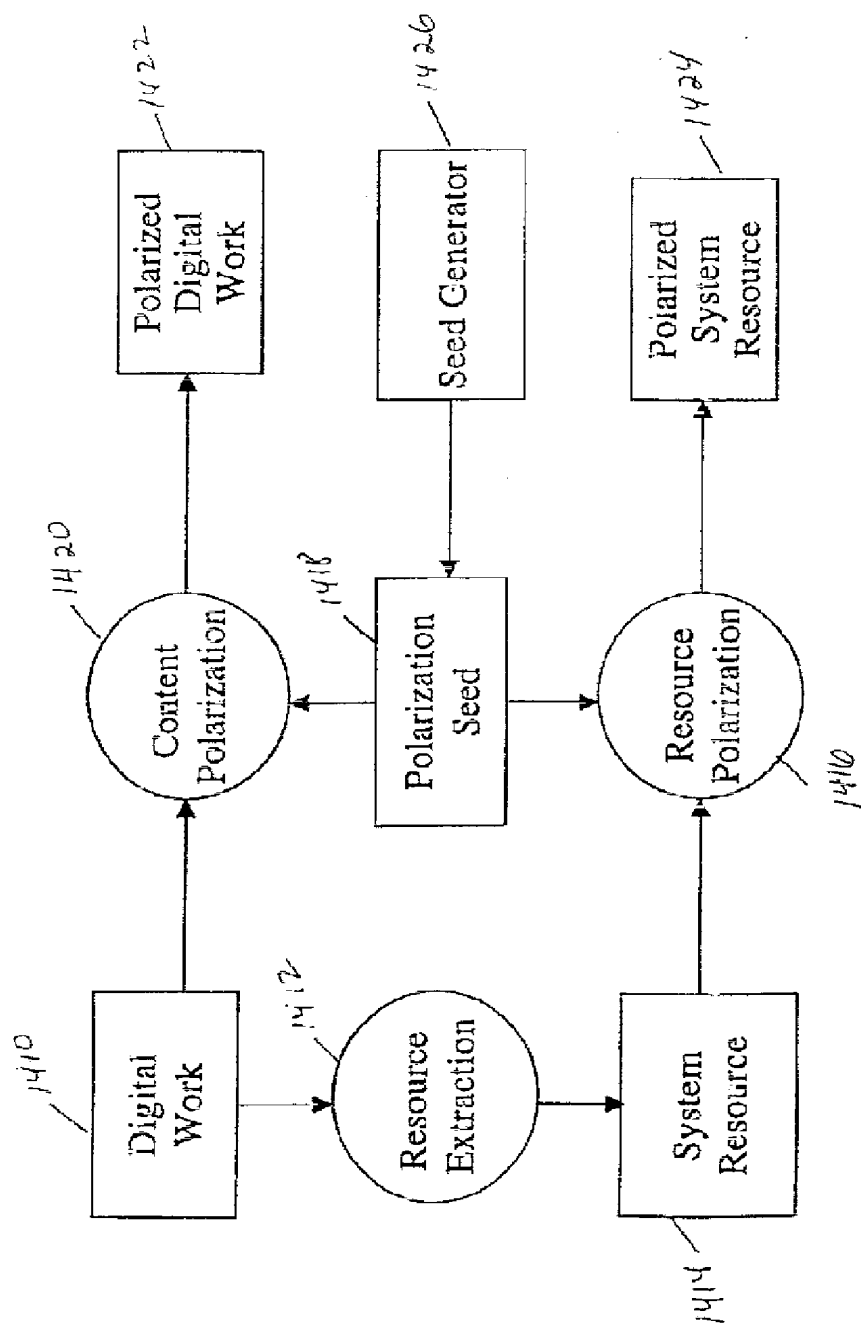 1410
Digital
Work
1420
Content
Polarization
1422
Polarized
Digital
Work
1412
Resource
Extraction
1418
Polarization
Seed
1426
Seed Generator
1414
System
Resource
1416
Resource
Polarization
1424
Polarized
System
Resource